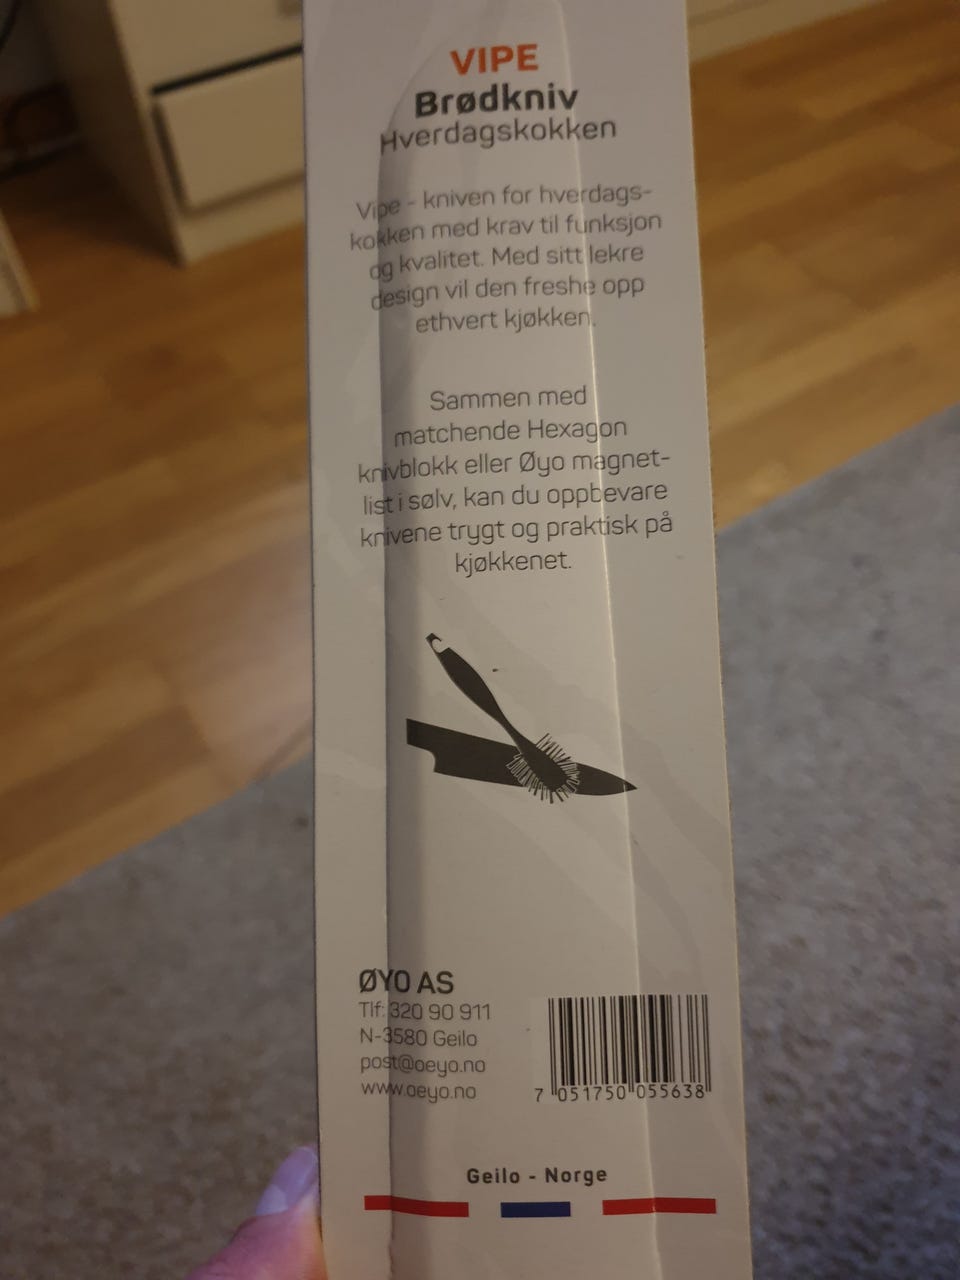 VIPE
Brødkniv
Hverdagskokken
Vipe - kniven for hverdags-
kokken med krav til funksjon
og kvalitet. Med sitt lekre
design vil den freshe opp
ethvert kjøkken.
Sammen med
matchende Hexagon
knivblokk eller Øyo magnet-
list i sølv, kan du oppbevare
knivene trygt og praktisk på
kjøkkenet.
ØYO AS
Tlf: 320 90 911
N-3580 Geilo
post@oeyo.no
www.oeyo.no
7 051750 055638
Geilo - Norge